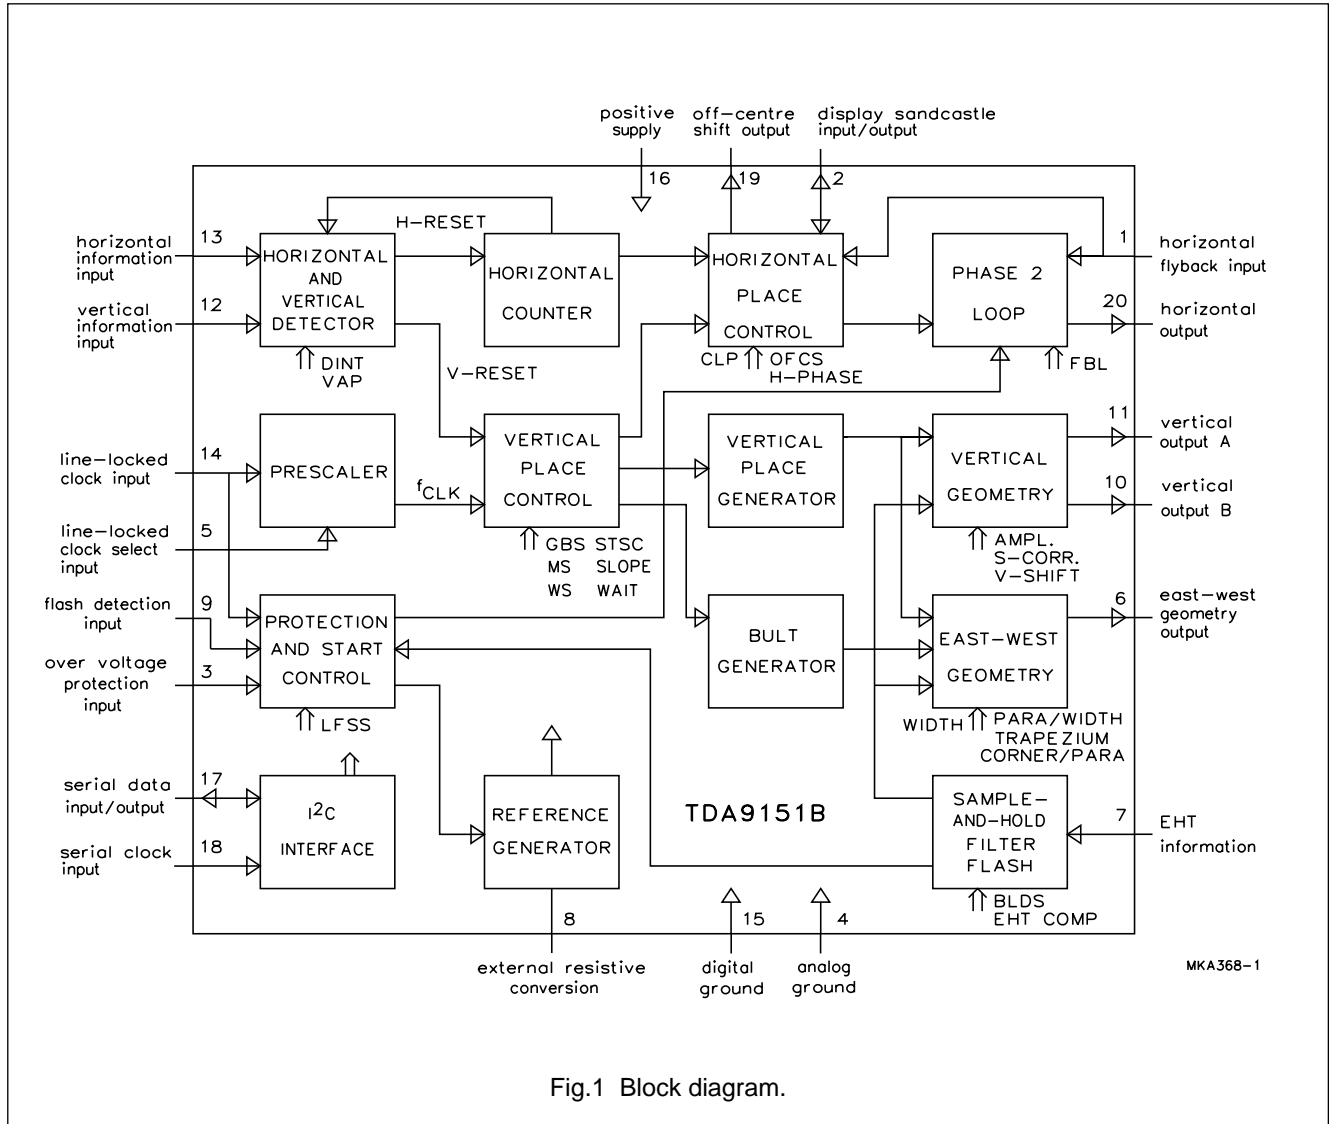 positive
supply
off-centre
shift output
display sandcastle
input/output
16
19
2
H-RESET
horizontal
information
input
13
vertical
information
input
12
HORIZONTAL
AND
VERTICAL
DETECTOR
DINT
VAP
HORIZONTAL
COUNTER
HORIZONTAL
PLACE
CONTROL
CLP
OFCS
H-PHASE
PHASE 2
LOOP
FBL
1
horizontal
flyback input
20
horizontal
output
V-RESET
line-locked
clock input
14
PRESCALER
fCLK
line-locked
clock select
input
5
VERTICAL
PLACE
CONTROL
GBS STSC
MS SLOPE
WS WAIT
VERTICAL
PLACE
GENERATOR
VERTICAL
GEOMETRY
AMPL.
S-CORR.
V-SHIFT
11
vertical
output A
10
vertical
output B
flash detection
input
9
over voltage
protection
input
3
PROTECTION
AND START
CONTROL
LFSS
BULT
GENERATOR
EAST-WEST
GEOMETRY
WIDTH
PARA/WIDTH
TRAPEZIUM
CORNER/PARA
6
east-west
geometry
output
serial data
input/output
17
serial clock
input
18
I2C
INTERFACE
REFERENCE
GENERATOR
TDA9151B
SAMPLE-
AND-HOLD
FILTER
FLASH
BLDS
EHT COMP
7
EHT
information
8
15
4
external resistive
conversion
digital
ground
analog
ground
MKA368-1
Fig.1 Block diagram.